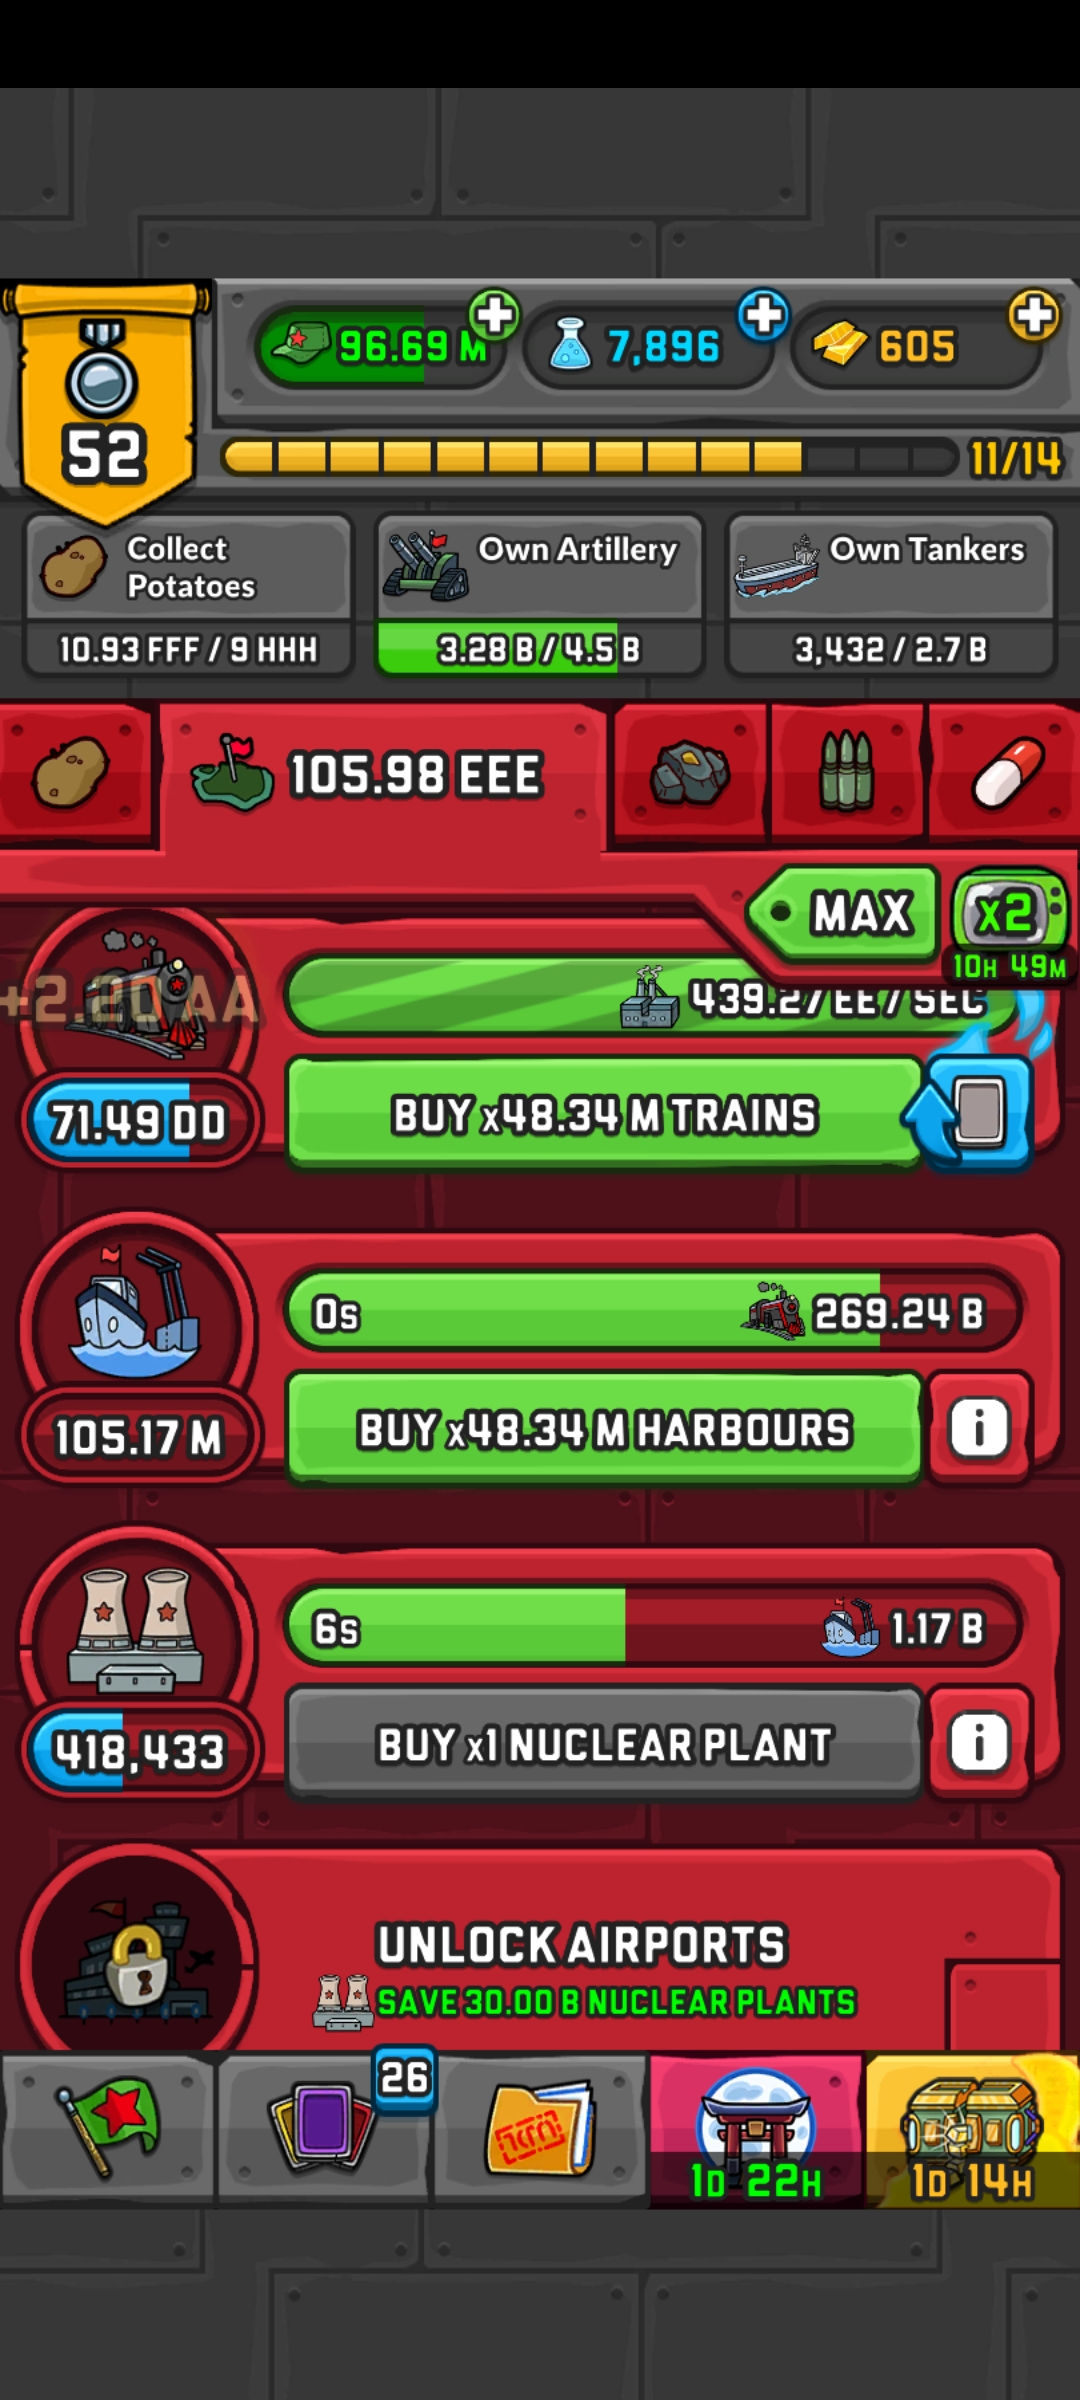 96.69 M
7,896
605
52
11/14
Collect
Potatoes
10.93 FFF / 9 HHH
Own Artillery
3.28 B / 4.5 B
Own Tankers
3,432 / 2.7 B
105.98 EEE
MAX
x2
10H 49M
+2.20 AA
439.27 EE / SEC
71.49 DD
BUY x48.34 M TRAINS
0s
269.24 B
105.17 M
BUY x48.34 M HARBOURS
i
6s
1.17 B
418,433
BUY x1 NUCLEAR PLANT
i
UNLOCK AIRPORTS
SAVE 30.00 B NUCLEAR PLANTS
26
1D 22H
1D 14H